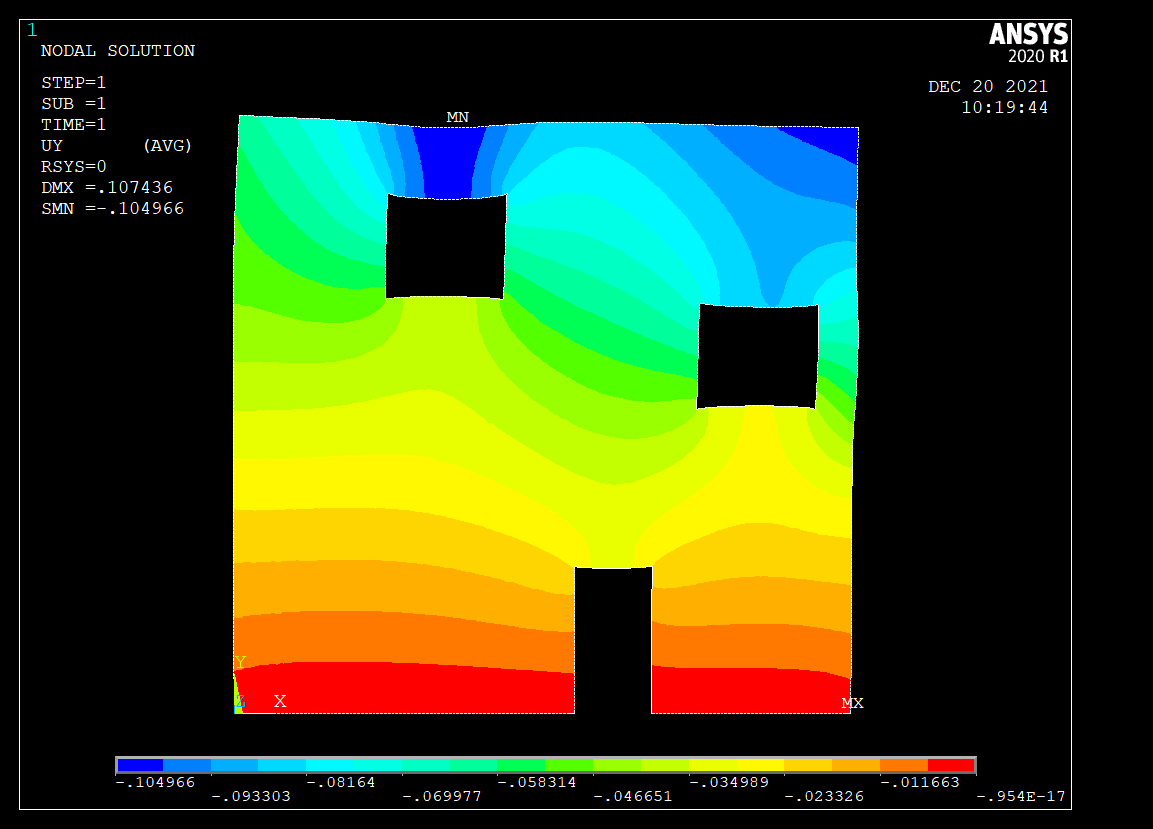 1
ANSYS
2020 R1
NODAL SOLUTION
STEP=1
SUB =1
TIME=1
UY (AVG)
RSYS=0
DMX =.107436
SMN =-.104966
DEC 20 2021
10:19:44
MN
Y
Z X
MX
-.104966 -.08164 -.058314 -.034989 -.011663
-.093303 -.069977 -.046651 -.023326 -.954E-17